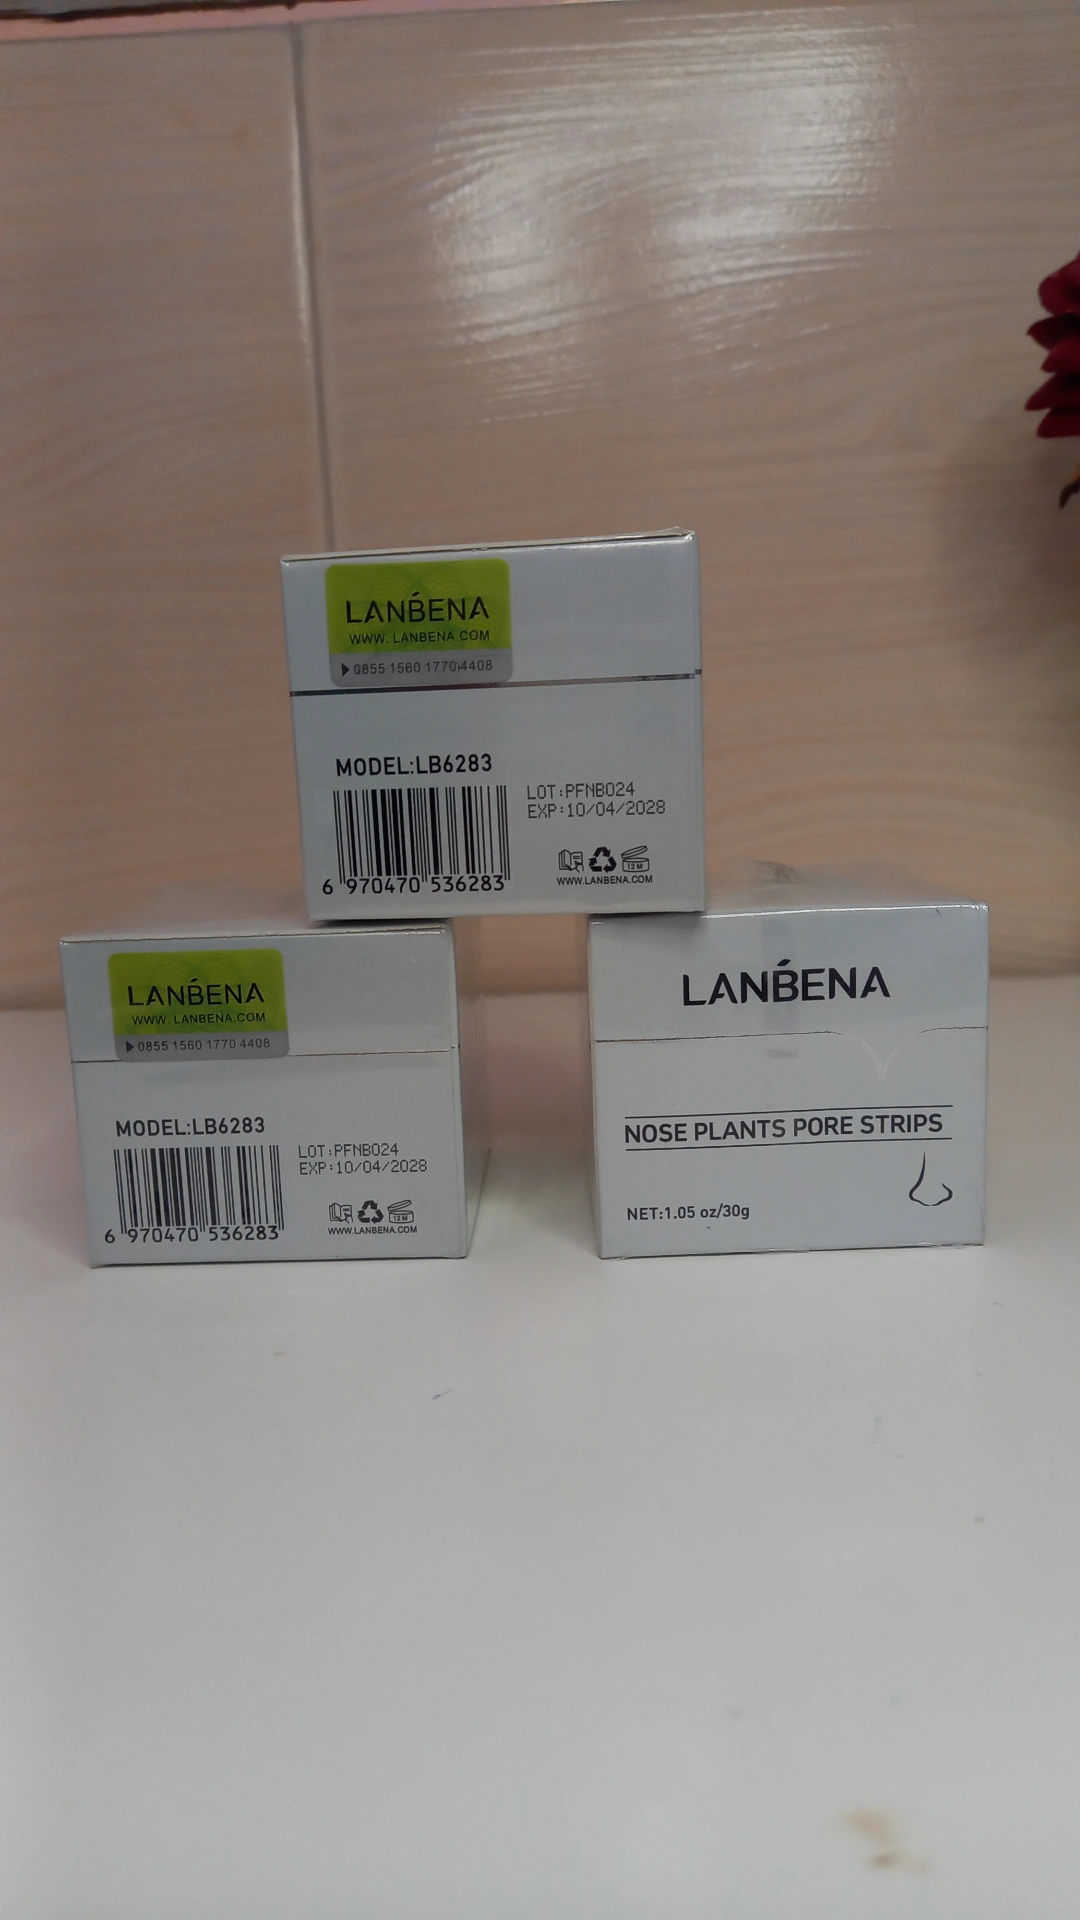 LANBENA
WWW. LANBENA.COM
0855 1560 1770 4408
MODEL:LB6283
LOT:PFNB024
EXP:10/04/2028
12M
WWW.LANBENA.COM
6 970470 536283
LANBENA
WWW. LANBENA.COM
0855 1560 1770 4408
MODEL:LB6283
LOT:PFNB024
EXP:10/04/2028
12M
WWW.LANBENA.COM
6 970470 536283
LANBENA
NOSE PLANTS PORE STRIPS
NET:1.05 oz/30g